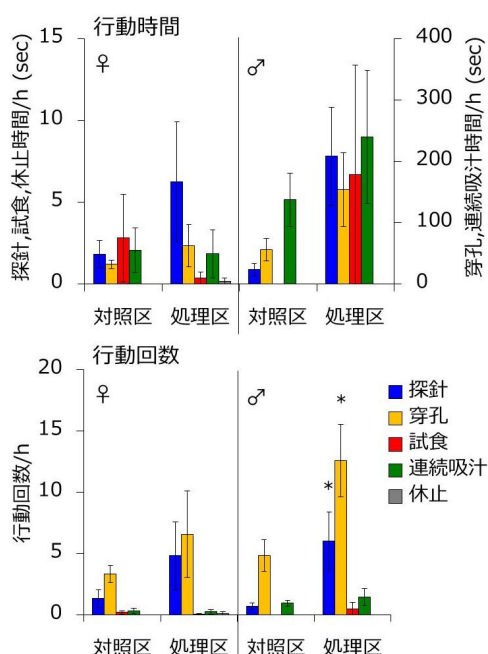 行動時間
♀
♂
15
10
5
0
400
300
200
100
0
探針,試食,休止時間/h (sec)
穿孔,連続吸汁時間/h (sec)
対照区 処理区 対照区 処理区
行動回数
♀
♂
20
15
10
5
0
行動回数/h
*
*
探針
穿孔
試食
連続吸汁
休止
対照区 処理区 対照区 処理区